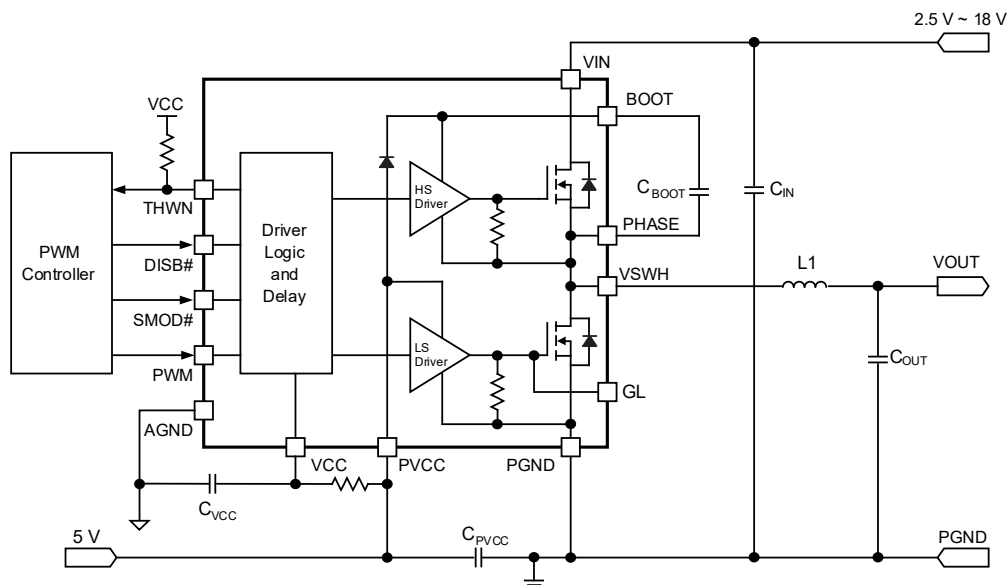 2.5 V ~ 18 V
VIN
BOOT
VCC
HS
Driver
CBOOT
CIN
THWN
PHASE
PWM
Controller
Driver
Logic
and
Delay
DISB#
L1
VOUT
VSWH
SMOD#
LS
Driver
COUT
PWM
GL
AGND
VCC
PVCC
PGND
CVCC
5 V
CPVCC
PGND